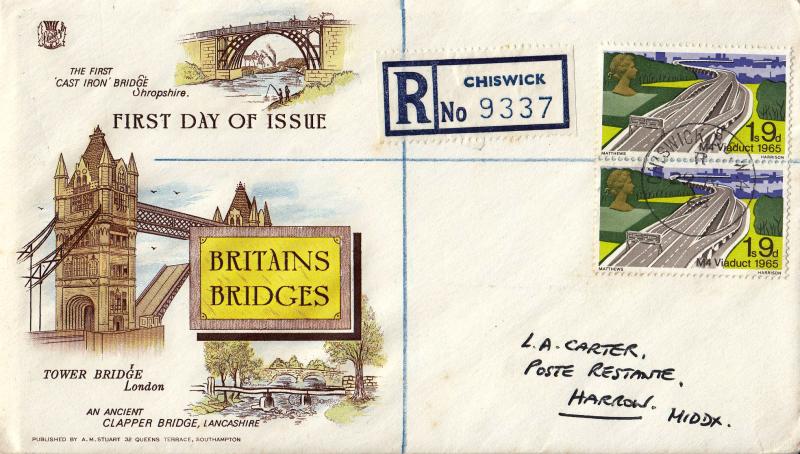 THE FIRST
'CAST IRON' BRIDGE
Shropshire.
FIRST DAY OF ISSUE
BRITAINS
BRIDGES
TOWER BRIDGE
London
AN ANCIENT
CLAPPER BRIDGE, LANCASHIRE
PUBLISHED BY A.M. STUART 32 QUEENS TERRACE, SOUTHAMPTON
R
CHISWICK
No 9337
1s9d
M4 Viaduct 1965
MATTHEWS
HARRISON
CHISWICK
1s9d
M4 Viaduct 1965
MATTHEWS
HARRISON
L.A. CARTER,
POSTE RESTANTE,
HARROW.
MIDDX.